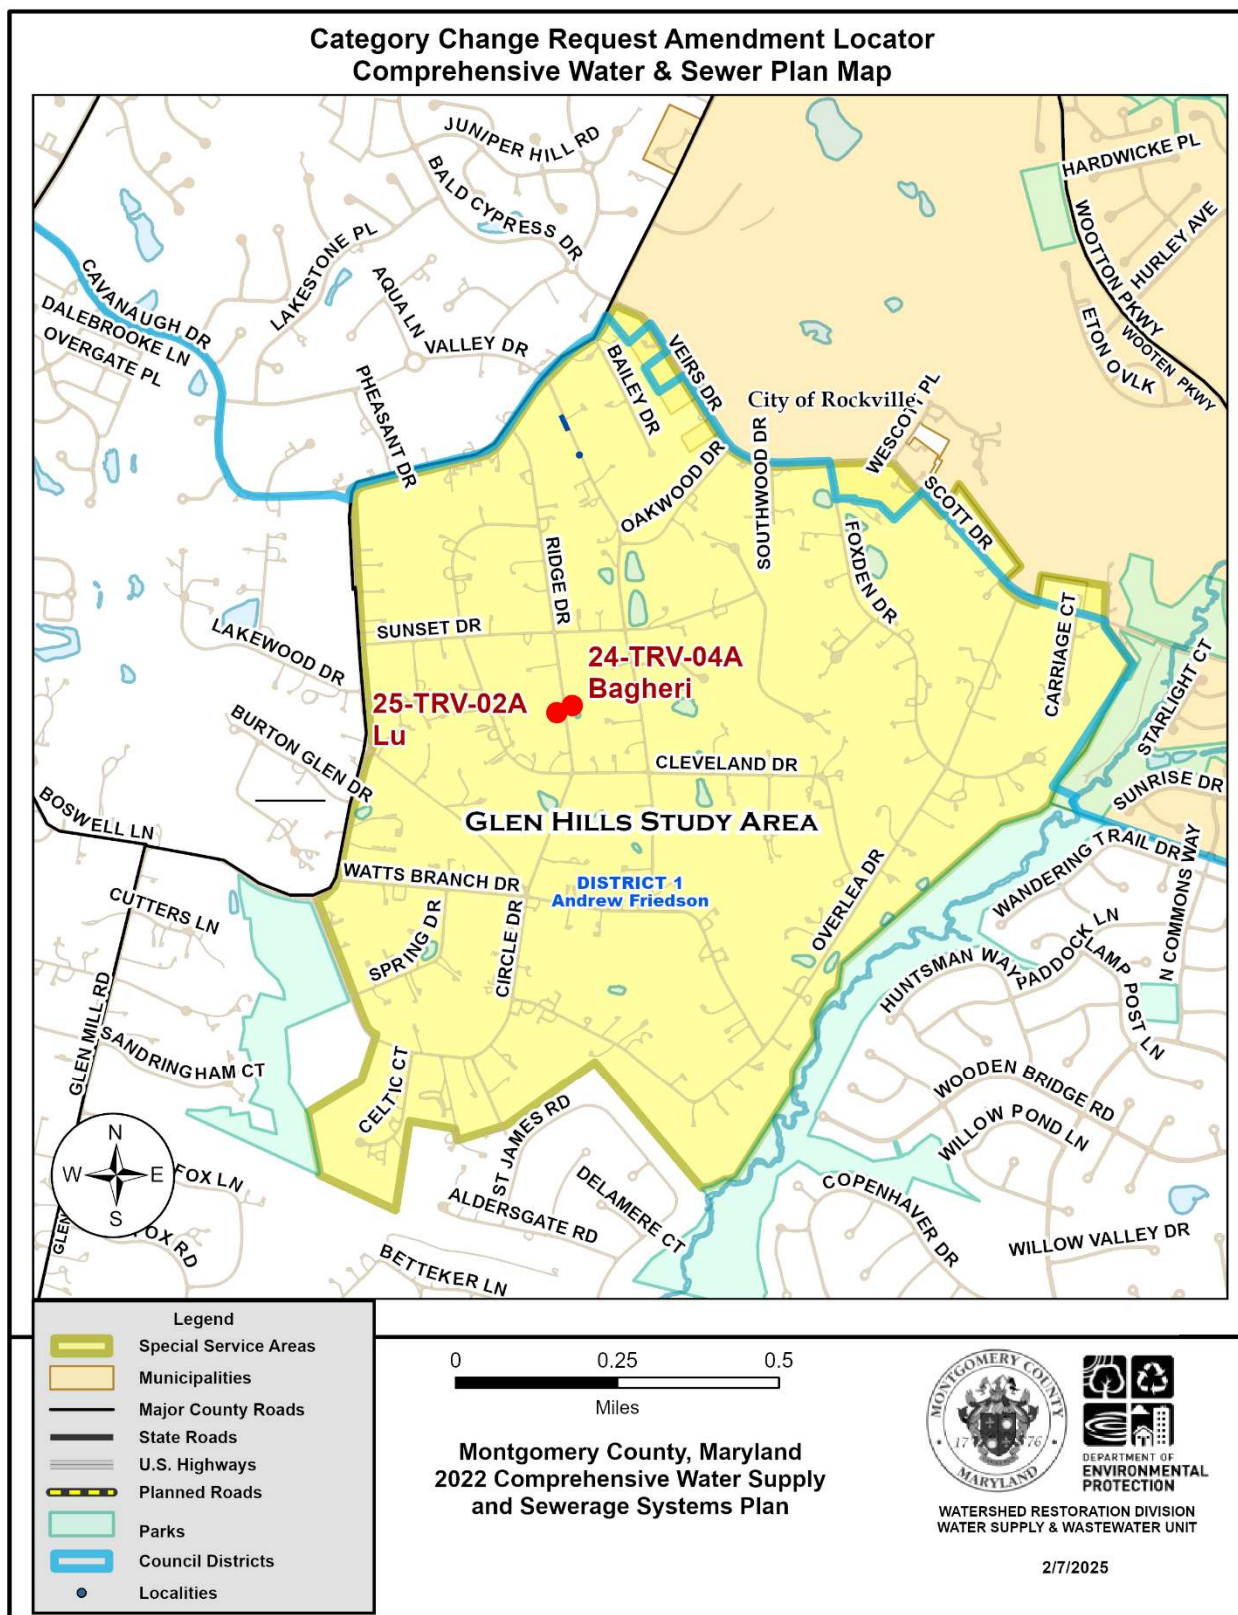 Category Change Request Amendment Locator
Comprehensive Water & Sewer Plan Map
JUNIPER HILL RD
BALD CYPRESS DR
HARDWICKE PL
WOOTTON PKWY
HURLEY AVE
LAKESTONE PL
CAVANAUGH DR
DALEBROOKE LN
OVERGATE PL
AQUA LN
VALLEY DR
ETON OVLK
WOOTEN PKWY
PHEASANT DR
BAILEY DR
VEIRS DR
City of Rockville
WESCOTT PL
OAKWOOD DR
SOUTHWOOD DR
SCOTT DR
RIDGE DR
FOXDEN DR
SUNSET DR
LAKEWOOD DR
CARRIAGE CT
STARLIGHT CT
24-TRV-04A
Bagheri
25-TRV-02A
Lu
BURTON GLEN DR
CLEVELAND DR
SUNRISE DR
BOSWELL LN
GLEN HILLS STUDY AREA
WANDERING TRAIL DR
WATTS BRANCH DR
DISTRICT 1
Andrew Friedson
CUTTERS LN
SPRING DR
CIRCLE DR
OVERLEA DR
N COMMONS WAY
HUNTSMAN WAY
PADDOCK LN
LAMP POST LN
GLEN MILL RD
SANDRINGHAM CT
CELTIC CT
WOODEN BRIDGE RD
WILLOW POND LN
ST JAMES RD
DELAMERE CT
ALDERSGATE RD
COPENHAVER DR
WILLOW VALLEY DR
BETTEKER LN
N
W E
S
FOX LN
FOX RD
GLEN
Legend
Special Service Areas
Municipalities
Major County Roads
State Roads
U.S. Highways
Planned Roads
Parks
Council Districts
Localities
0 0.25 0.5
Miles
Montgomery County, Maryland
2022 Comprehensive Water Supply
and Sewerage Systems Plan
MONTGOMERY COUNTY
17 76
MARYLAND
DEPARTMENT OF
ENVIRONMENTAL
PROTECTION
WATERSHED RESTORATION DIVISION
WATER SUPPLY & WASTEWATER UNIT
2/7/2025